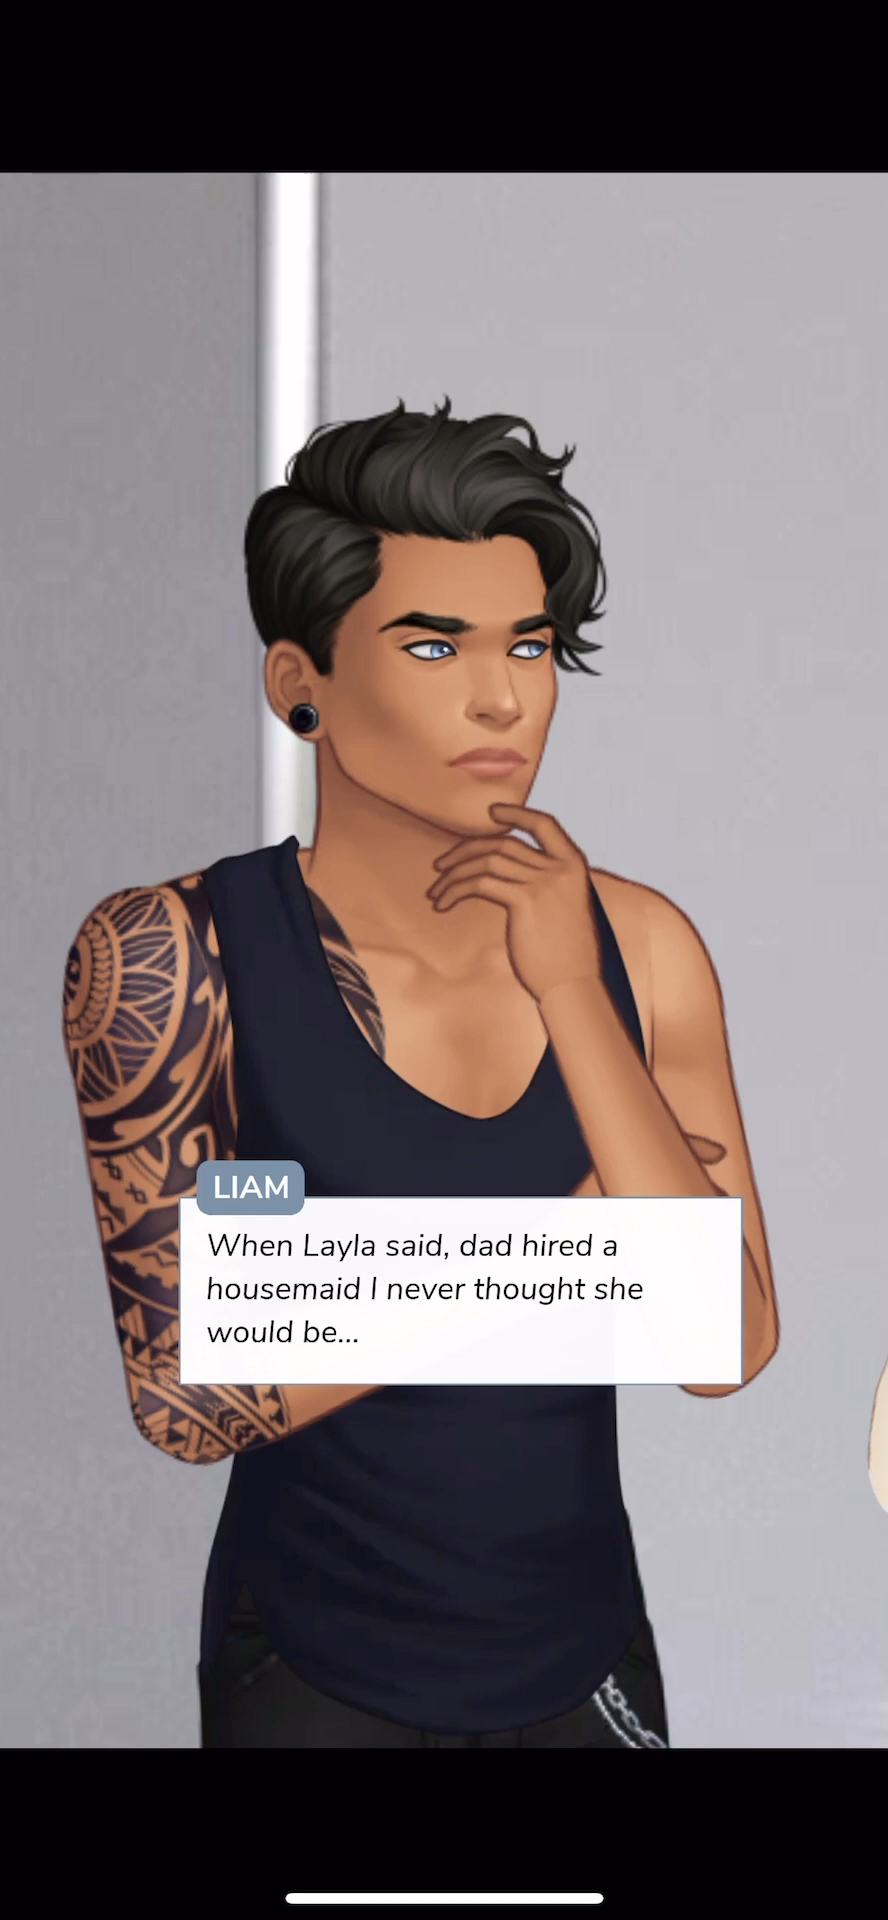 LIAM
When Layla said, dad hired a
housemaid I never thought she
would be...